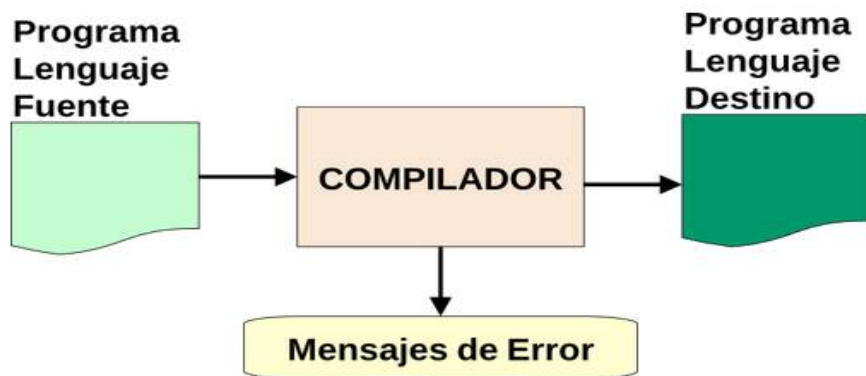 Programa
Lenguaje
Fuente
COMPILADOR
Programa
Lenguaje
Destino
Mensajes de Error